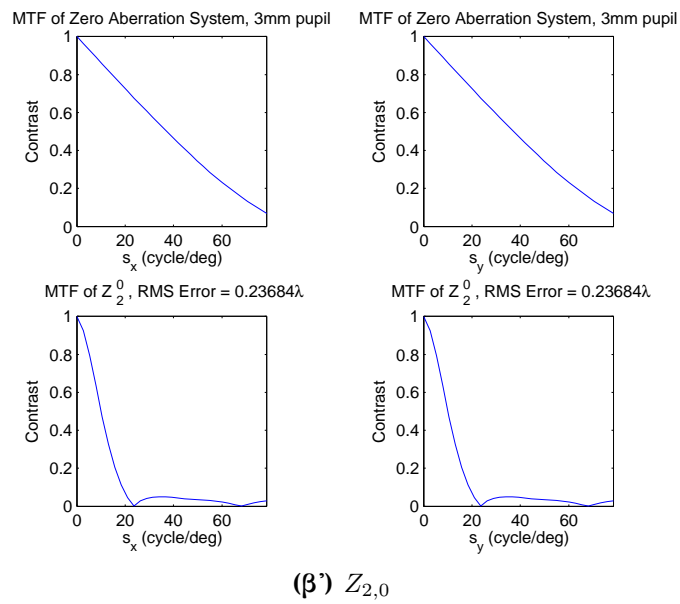 MTF of Zero Aberration System, 3mm pupil
MTF of Zero Aberration System, 3mm pupil
1
0.8
0.6
0.4
0.2
0
Contrast
0 20 40 60
s_x (cycle/deg)
1
0.8
0.6
0.4
0.2
0
Contrast
0 20 40 60
s_y (cycle/deg)
MTF of Z_2^0, RMS Error = 0.23684λ
MTF of Z_2^0, RMS Error = 0.23684λ
1
0.8
0.6
0.4
0.2
0
Contrast
0 20 40 60
s_x (cycle/deg)
1
0.8
0.6
0.4
0.2
0
Contrast
0 20 40 60
s_y (cycle/deg)
(β') Z_{2,0}